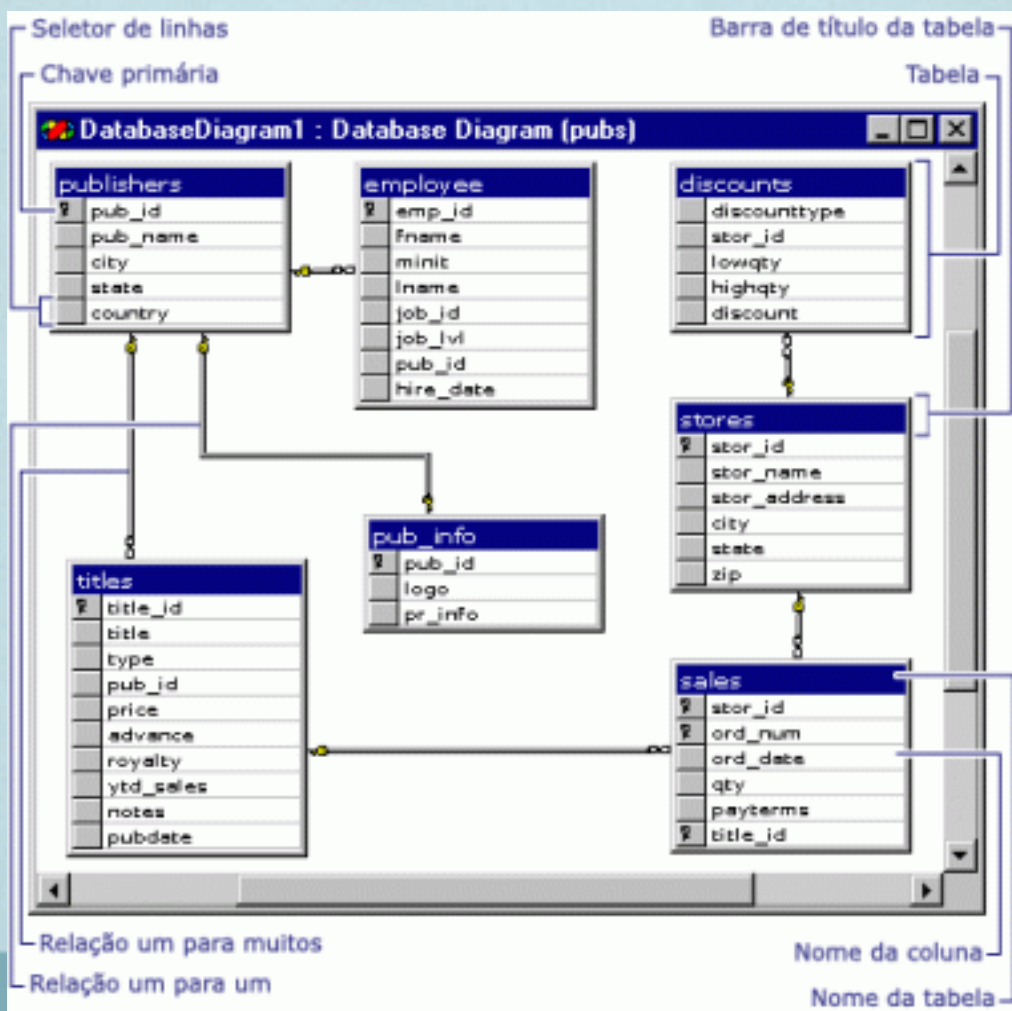 Seletor de linhas
Barra de título da tabela
Chave primária
Tabela
DatabaseDiagram1 : Database Diagram (pubs)
publishers
pub_id
pub_name
city
state
country
employee
emp_id
fname
minit
lname
job_id
job_lvl
pub_id
hire_date
discounts
discounttype
stor_id
lowqty
highqty
discount
stores
stor_id
stor_name
stor_address
city
state
zip
pub_info
pub_id
logo
pr_info
titles
title_id
title
type
pub_id
price
advance
royalty
ytd_sales
notes
pubdate
sales
stor_id
ord_num
ord_date
qty
payterms
title_id
Relação um para muitos
Nome da coluna
Relação um para um
Nome da tabela